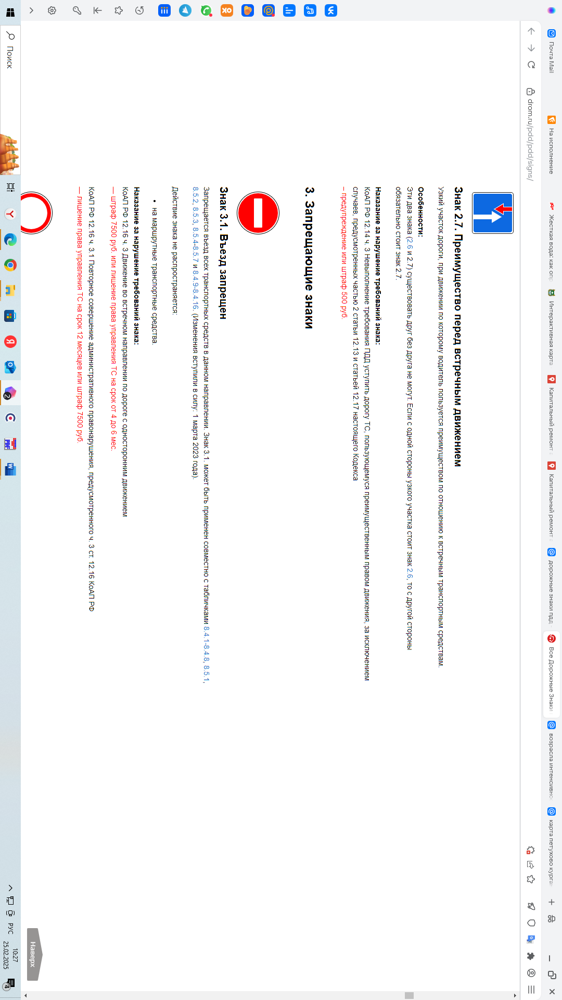 Почта Mail
На исполнение
Жесткая вода: как опр
Интерактивная карта
Капитальный ремонт а
Капитальный ремонт а
дорожные знаки пдд
Все Дорожные Знаки
возрасла интенсивно
карта петухово курган
drom.ru/pdd/pdd/signs/
Знак 2.7. Преимущество перед встречным движением
Узкий участок дороги, при движении по которому водитель пользуется преимуществом по отношению к встречным транспортным средствам.
Особенности:
Эти два знака (2.6 и 2.7) существовать друг без друга не могут. Если с одной стороны узкого участка стоит знак 2.6, то с другой стороны
обязательно стоит знак 2.7.
Наказание за нарушение требований знака:
КоАП РФ 12.14 ч. 3 Невыполнение требования ПДД уступить дорогу ТС, пользующемуся преимущественным правом движения, за исключением
случаев, предусмотренных частью 2 статьи 12.13 и статьей 12.17 настоящего Кодекса
– предупреждение или штраф 500 руб.
3. Запрещающие знаки
Знак 3.1. Въезд запрещен
Запрещается въезд всех транспортных средств в данном направлении. Знак 3.1. может быть применен совместно с табличками 8.4.1-8.4.8, 8.5.1,
8.5.2, 8.5.3, 8.5.4-8.5.7 и 8.4.9-8.4.16. (Изменения вступили в силу: 1 марта 2023 года).
Действие знака не распространяется:
• на маршрутные транспортные средства.
Наказание за нарушение требований знака:
КоАП РФ 12.16 ч. 3 Движение во встречном направлении по дороге с односторонним движением
— штраф 7500 руб. или лишение права управления ТС на срок от 4 до 6 мес.
КоАП РФ 12.16 ч. 3.1 Повторное совершение административного правонарушения, предусмотренного ч. 3 ст. 12.16 КоАП РФ
— лишение права управления ТС на срок 12 месяцев или штраф 7500 руб.
Наверх
Поиск
2
РУС
10:27
25.02.2025
4